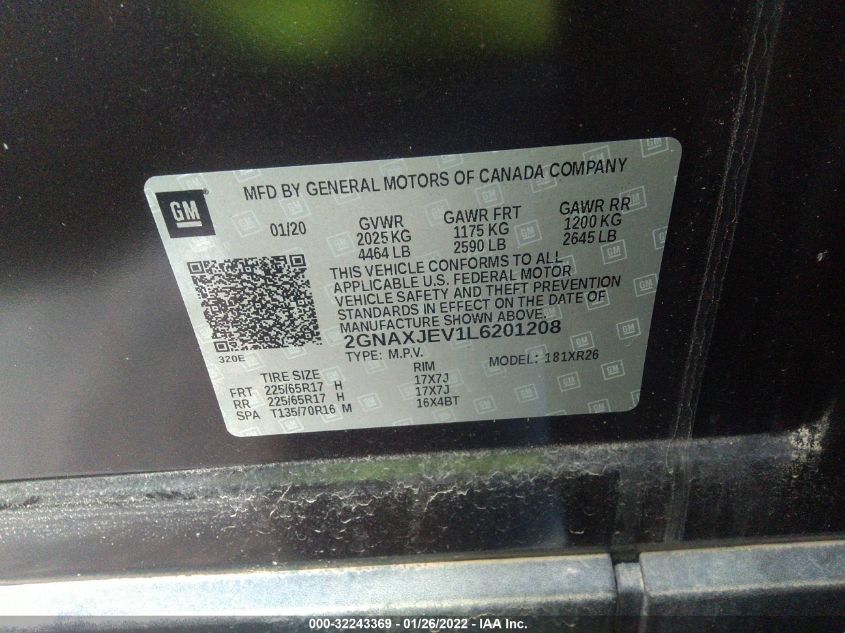 GM
MFD BY GENERAL MOTORS OF CANADA COMPANY
01/20 GVWR GAWR FRT GAWR RR
2025 KG 1175 KG 1200 KG
4464 LB 2590 LB 2645 LB
THIS VEHICLE CONFORMS TO ALL
APPLICABLE U.S. FEDERAL MOTOR
VEHICLE SAFETY AND THEFT PREVENTION
STANDARDS IN EFFECT ON THE DATE OF
MANUFACTURE SHOWN ABOVE.
320E
2GNAXJEV1L6201208
TYPE: M.P.V. MODEL: 181XR26
TIRE SIZE RIM
FRT 225/65R17 H 17X7J
RR 225/65R17 H 17X7J
SPA T135/70R16 M 16X4BT
000-32243369 - 01/26/2022 - IAA Inc.